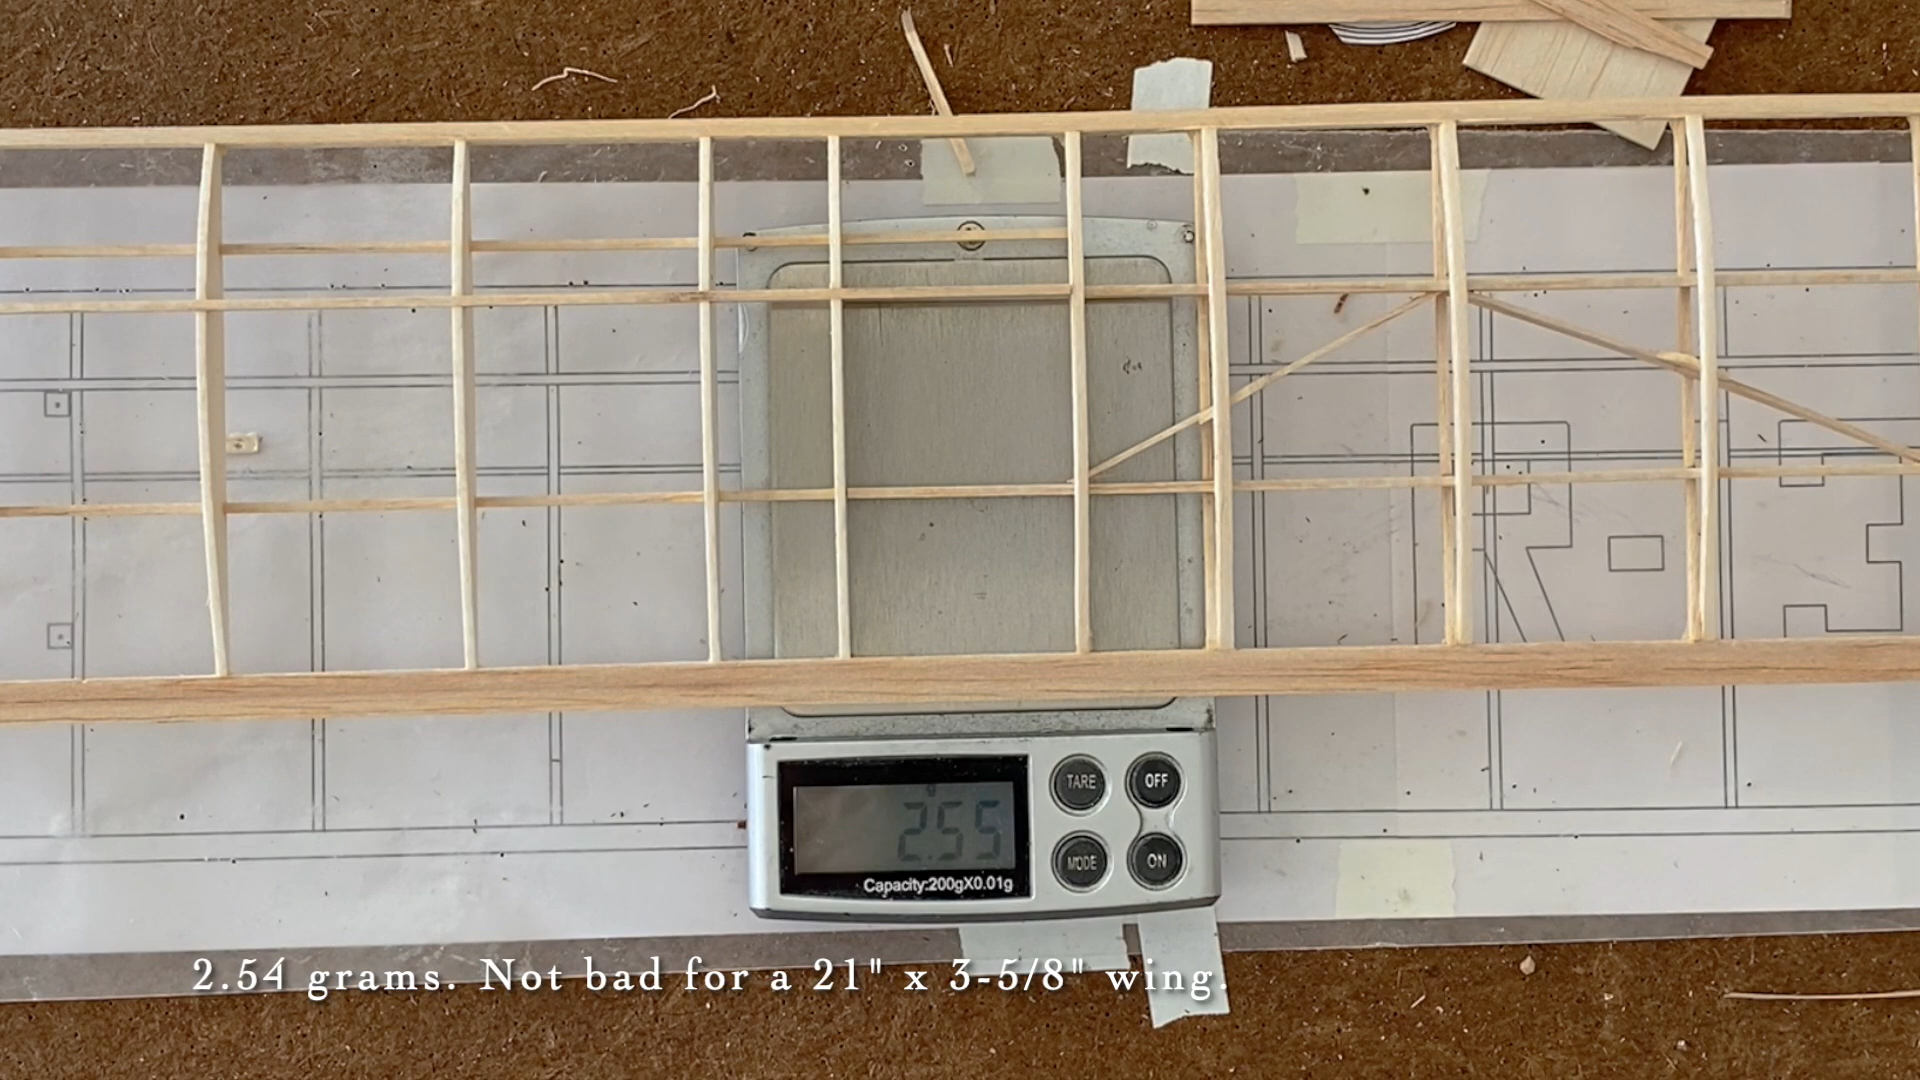 g
2.55
TARE
OFF
MODE
ON
Capacity:200gX0.01g
2.54 grams. Not bad for a 21" x 3-5/8" wing.